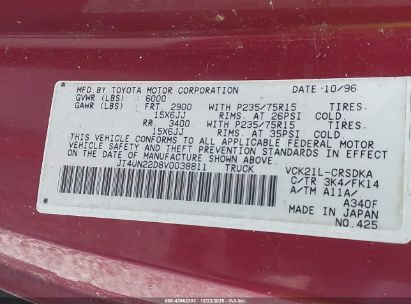 MFD.BY TOYOTA MOTOR CORPORATION DATE 10/96
GVWR (LBS) : 6000
GAWR (LBS) : FRT 2900 WITH P235/75R15 TIRES.
15X6JJ RIMS. AT 26PSI COLD
RR. 3400 WITH P235/75R15 TIRES.
15X6JJ RIMS. AT 35PSI COLD
THIS VEHICLE CONFORMS TO ALL APPLICABLE
FEDERAL MOTOR VEHICLE SAFETY STANDARDS IN EFFECT
ON THE DATE OF MANUFACTURE SHOWN ABOVE.
JT4UN22D8V0038811 TRUCK
VCK21L-CRSDKA
C/TR 3K4/FK14
A/TM A11A/
A340F
MADE IN JAPAN
NO.425